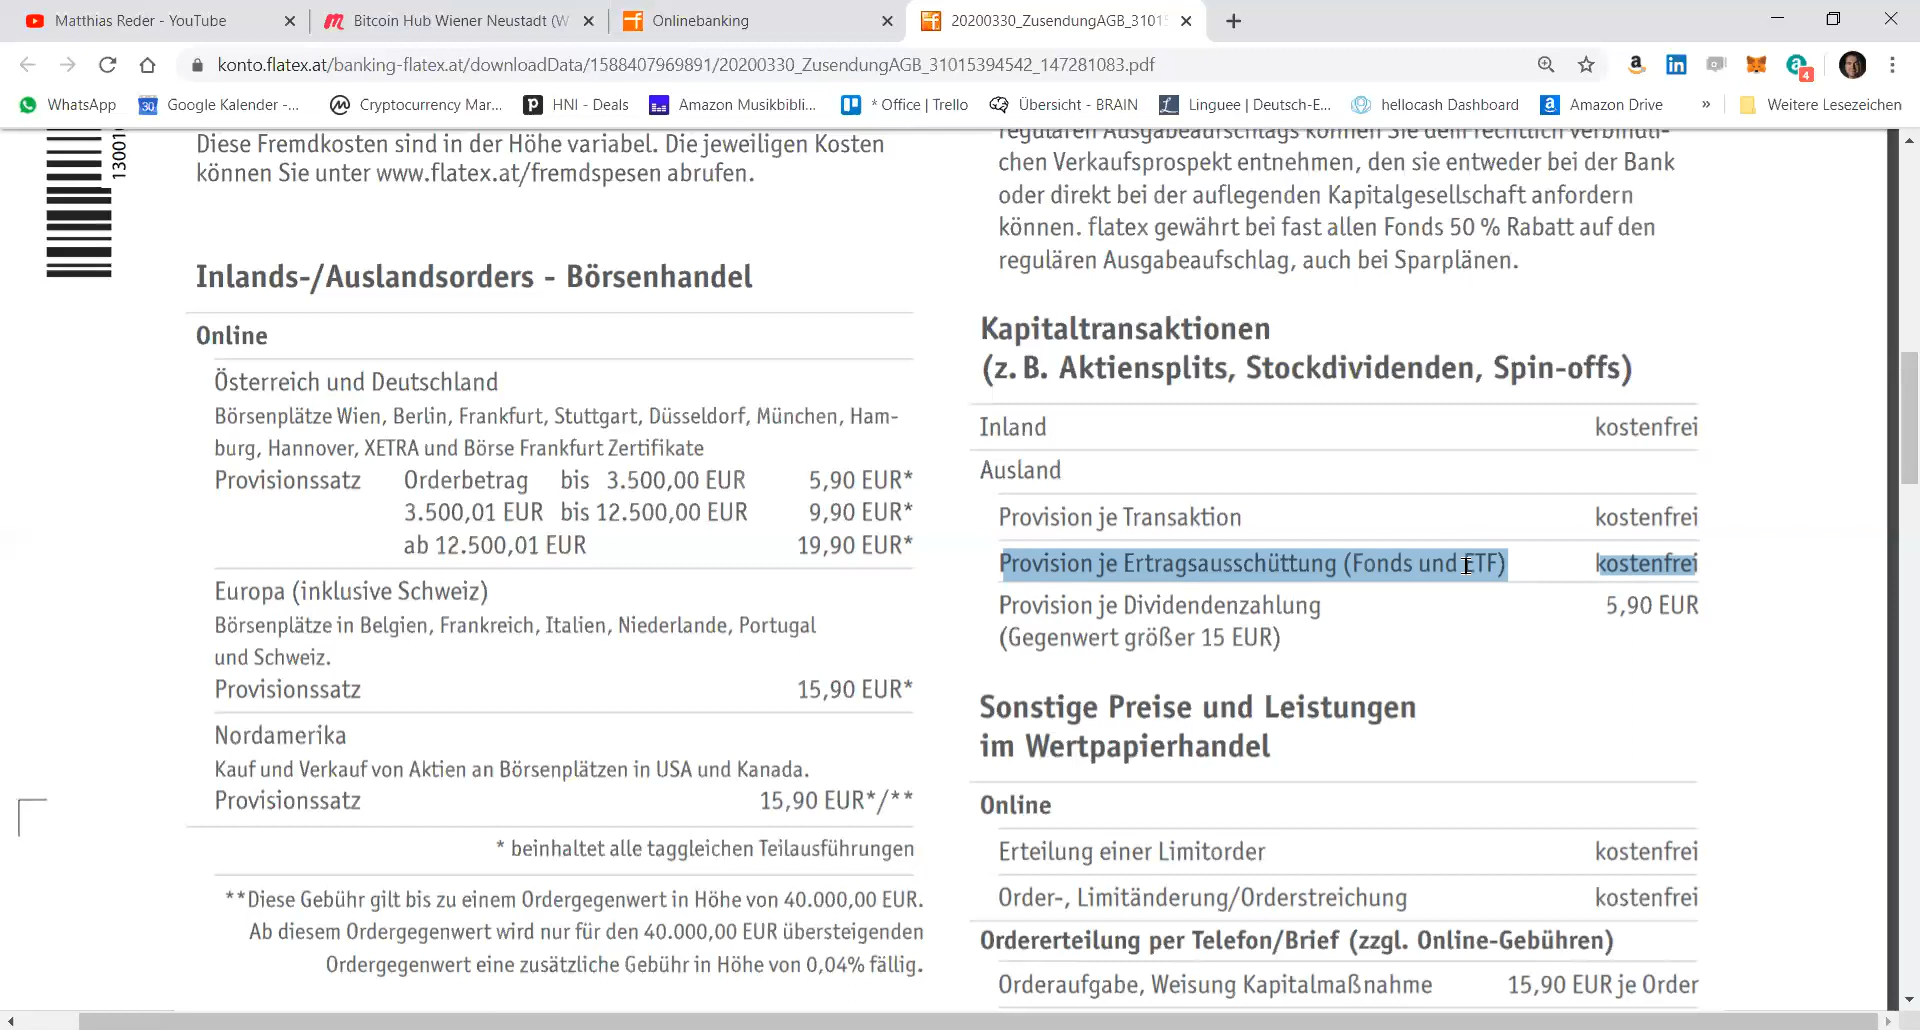 Matthias Reder - YouTube
Bitcoin Hub Wiener Neustadt (W
Onlinebanking
20200330_ZusendungAGB_31015
konto.flatex.at/banking-flatex.at/downloadData/1588407969891/20200330_ZusendungAGB_31015394542_147281083.pdf
4
WhatsApp
30
Google Kalender -...
Cryptocurrency Mar...
HNI - Deals
Amazon Musikbibli...
* Office | Trello
Übersicht - BRAIN
Linguee | Deutsch-E...
hellocash Dashboard
Amazon Drive
»
Weitere Lesezeichen
Diese Fremdkosten sind in der Höhe variabel. Die jeweiligen Kosten
können Sie unter www.flatex.at/fremdspesen abrufen.
Inlands-/Auslandsorders - Börsenhandel
Online
Österreich und Deutschland
Börsenplätze Wien, Berlin, Frankfurt, Stuttgart, Düsseldorf, München, Ham-
burg, Hannover, XETRA und Börse Frankfurt Zertifikate
Provisionssatz Orderbetrag bis 3.500,00 EUR 5,90 EUR*
3.500,01 EUR bis 12.500,00 EUR 9,90 EUR*
ab 12.500,01 EUR 19,90 EUR*
Europa (inklusive Schweiz)
Börsenplätze in Belgien, Frankreich, Italien, Niederlande, Portugal
und Schweiz.
Provisionssatz 15,90 EUR*
Nordamerika
Kauf und Verkauf von Aktien an Börsenplätzen in USA und Kanada.
Provisionssatz 15,90 EUR*/**
* beinhaltet alle taggleichen Teilausführungen
**Diese Gebühr gilt bis zu einem Ordergegenwert in Höhe von 40.000,00 EUR.
Ab diesem Ordergegenwert wird nur für den 40.000,00 EUR übersteigenden
Ordergegenwert eine zusätzliche Gebühr in Höhe von 0,04% fällig.
regulären Ausgabeaufschlags können Sie dem rechtlich verbindli-
chen Verkaufsprospekt entnehmen, den sie entweder bei der Bank
oder direkt bei der auflegenden Kapitalgesellschaft anfordern
können. flatex gewährt bei fast allen Fonds 50 % Rabatt auf den
regulären Ausgabeaufschlag, auch bei Sparplänen.
Kapitaltransaktionen
(z. B. Aktiensplits, Stockdividenden, Spin-offs)
Inland kostenfrei
Ausland
Provision je Transaktion kostenfrei
Provision je Ertragsausschüttung (Fonds und ETF) kostenfrei
Provision je Dividendenzahlung 5,90 EUR
(Gegenwert größer 15 EUR)
Sonstige Preise und Leistungen
im Wertpapierhandel
Online
Erteilung einer Limitorder kostenfrei
Order-, Limitänderung/Orderstreichung kostenfrei
Ordererteilung per Telefon/Brief (zzgl. Online-Gebühren)
Orderaufgabe, Weisung Kapitalmaßnahme 15,90 EUR je Order